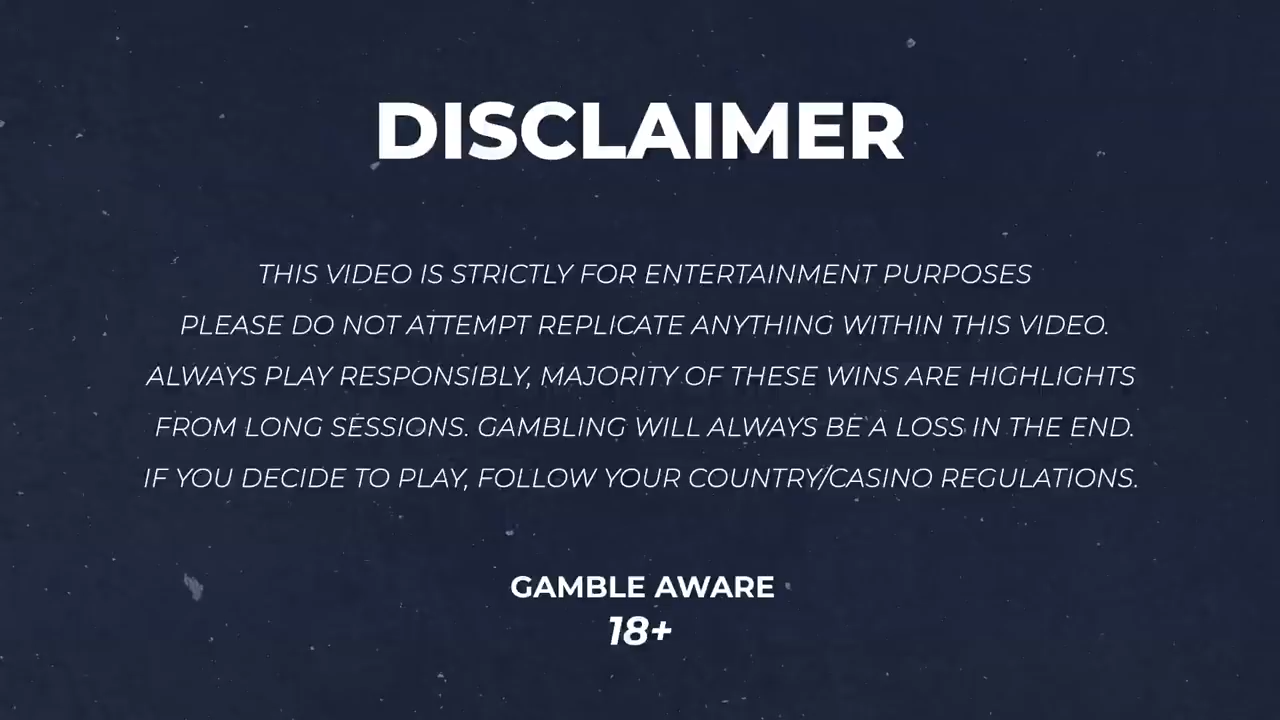 DISCLAIMER
THIS VIDEO IS STRICTLY FOR ENTERTAINMENT PURPOSES
PLEASE DO NOT ATTEMPT REPLICATE ANYTHING WITHIN THIS VIDEO.
ALWAYS PLAY RESPONSIBLY, MAJORITY OF THESE WINS ARE HIGHLIGHTS
FROM LONG SESSIONS. GAMBLING WILL ALWAYS BE A LOSS IN THE END.
IF YOU DECIDE TO PLAY, FOLLOW YOUR COUNTRY/CASINO REGULATIONS.
GAMBLE AWARE
18+